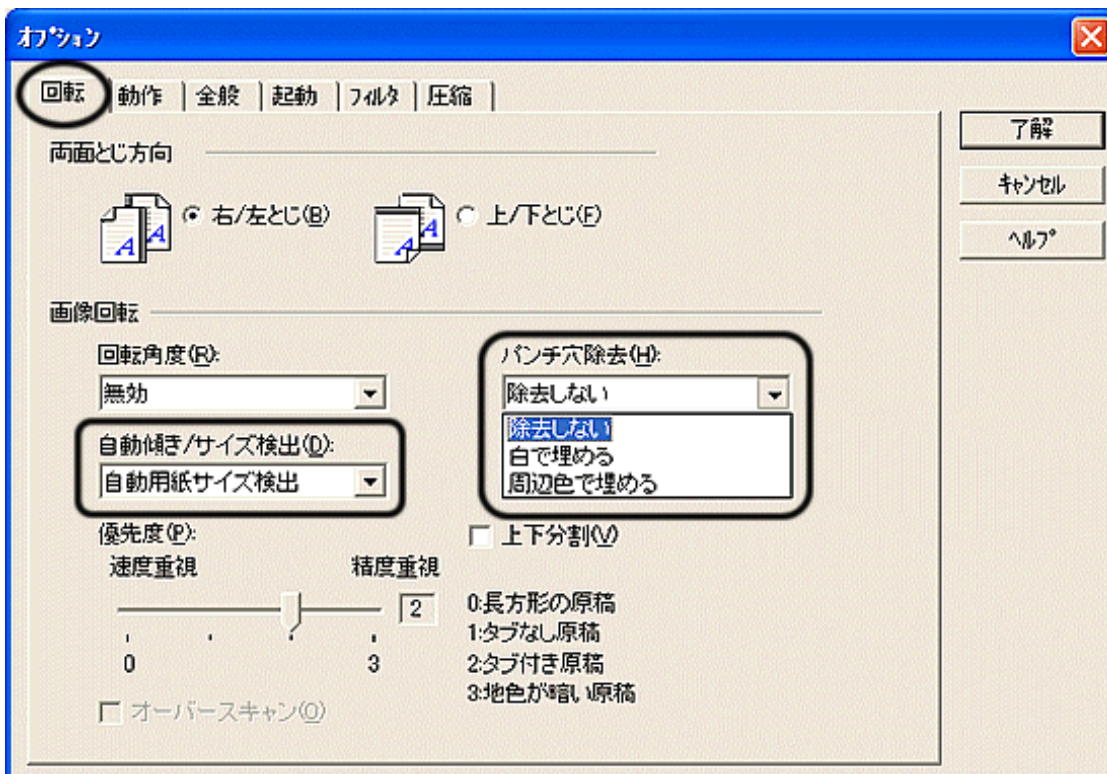 オプション
回転 動作 全般 起動 フィルタ 圧縮
了解
キャンセル
ヘルプ
両面とじ方向
右/左とじ(B) 上/下とじ(F)
画像回転
回転角度(R):
無効
自動傾き/サイズ検出(D):
自動用紙サイズ検出
優先度(P):
速度重視 精度重視
2
0 3
オーバースキャン(O)
パンチ穴除去(H):
除去しない
除去しない
白で埋める
周辺色で埋める
上下分割(V)
0:長方形の原稿
1:タブなし原稿
2:タブ付き原稿
3:地色が暗い原稿